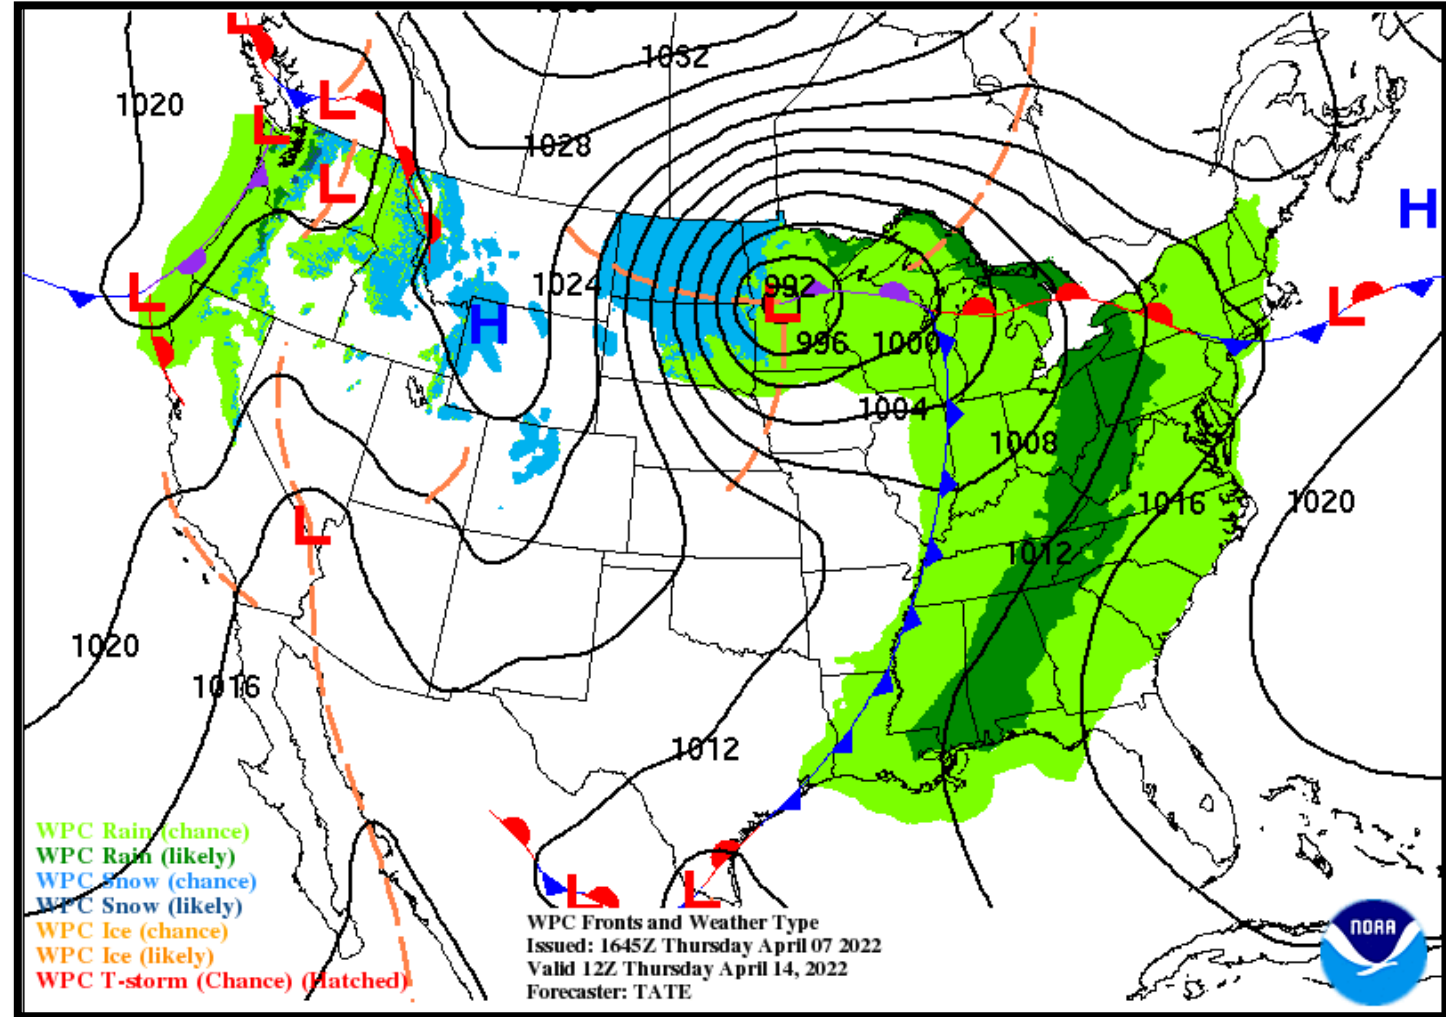 1032
1020
1028
H
1024
992
H
996
1000
1004
1008
1016
1020
1012
1020
1016
1012
WPC Rain (chance)
WPC Rain (likely)
WPC Snow (chance)
WPC Snow (likely)
WPC Ice (chance)
WPC Ice (likely)
WPC T-storm (Chance) (Hatched)
WPC Fronts and Weather Type
Issued: 1645Z Thursday April 07 2022
Valid 12Z Thursday April 14, 2022
Forecaster: TATE
NOAA
L
L
L
L
L
L
L
L
L
L